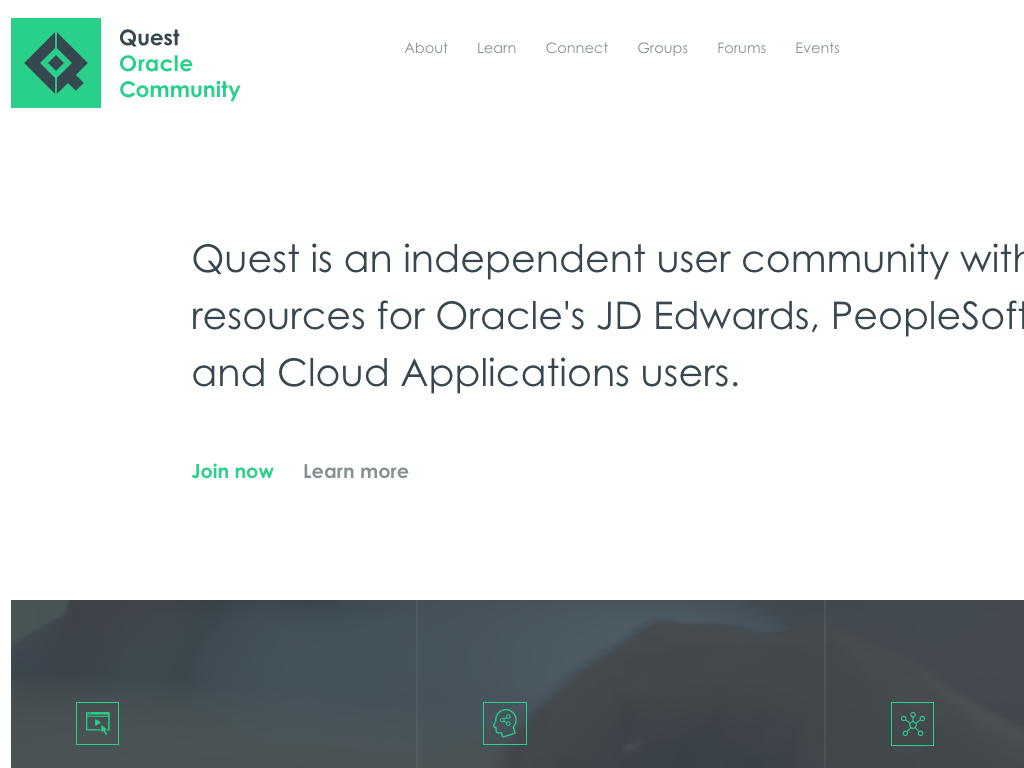 Quest
Oracle
Community
About Learn Connect Groups Forums Events
Quest is an independent user community with
resources for Oracle's JD Edwards, PeopleSoft
and Cloud Applications users.
Join now Learn more